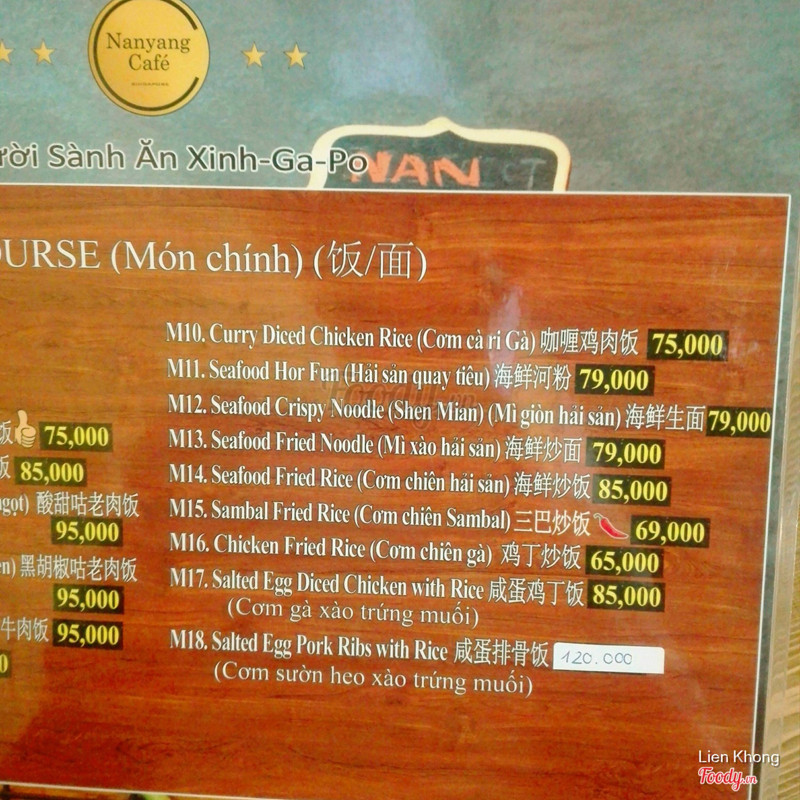 Nanyang
Café
ười Sành Ăn Xinh-Ga-Po
NAN
OURSE (Món chính) (饭/面)
M10. Curry Diced Chicken Rice (Cơm cà ri Gà) 咖喱鸡肉饭 75,000
M11. Seafood Hor Fun (Hải sản quay tiêu) 海鲜河粉 79,000
M12. Seafood Crispy Noodle (Shen Mian) (Mì giòn hải sản) 海鲜生面 79,000
M13. Seafood Fried Noodle (Mì xào hải sản) 海鲜炒面 79,000
M14. Seafood Fried Rice (Cơm chiên hải sản) 海鲜炒饭 85,000
M15. Sambal Fried Rice (Cơm chiên Sambal) 三巴炒饭 69,000
M16. Chicken Fried Rice (Cơm chiên gà) 鸡丁炒饭 65,000
M17. Salted Egg Diced Chicken with Rice 咸蛋鸡丁饭 85,000
(Cơm gà xào trứng muối)
M18. Salted Egg Pork Ribs with Rice 咸蛋排骨饭 120.000
(Cơm sườn heo xào trứng muối)
饭 75,000
饭 85,000
ngọt) 酸甜咕老肉饭
95,000
en) 黑胡椒咕老肉饭
95,000
牛肉饭 95,000
0
Lien Khong
Foody.vn